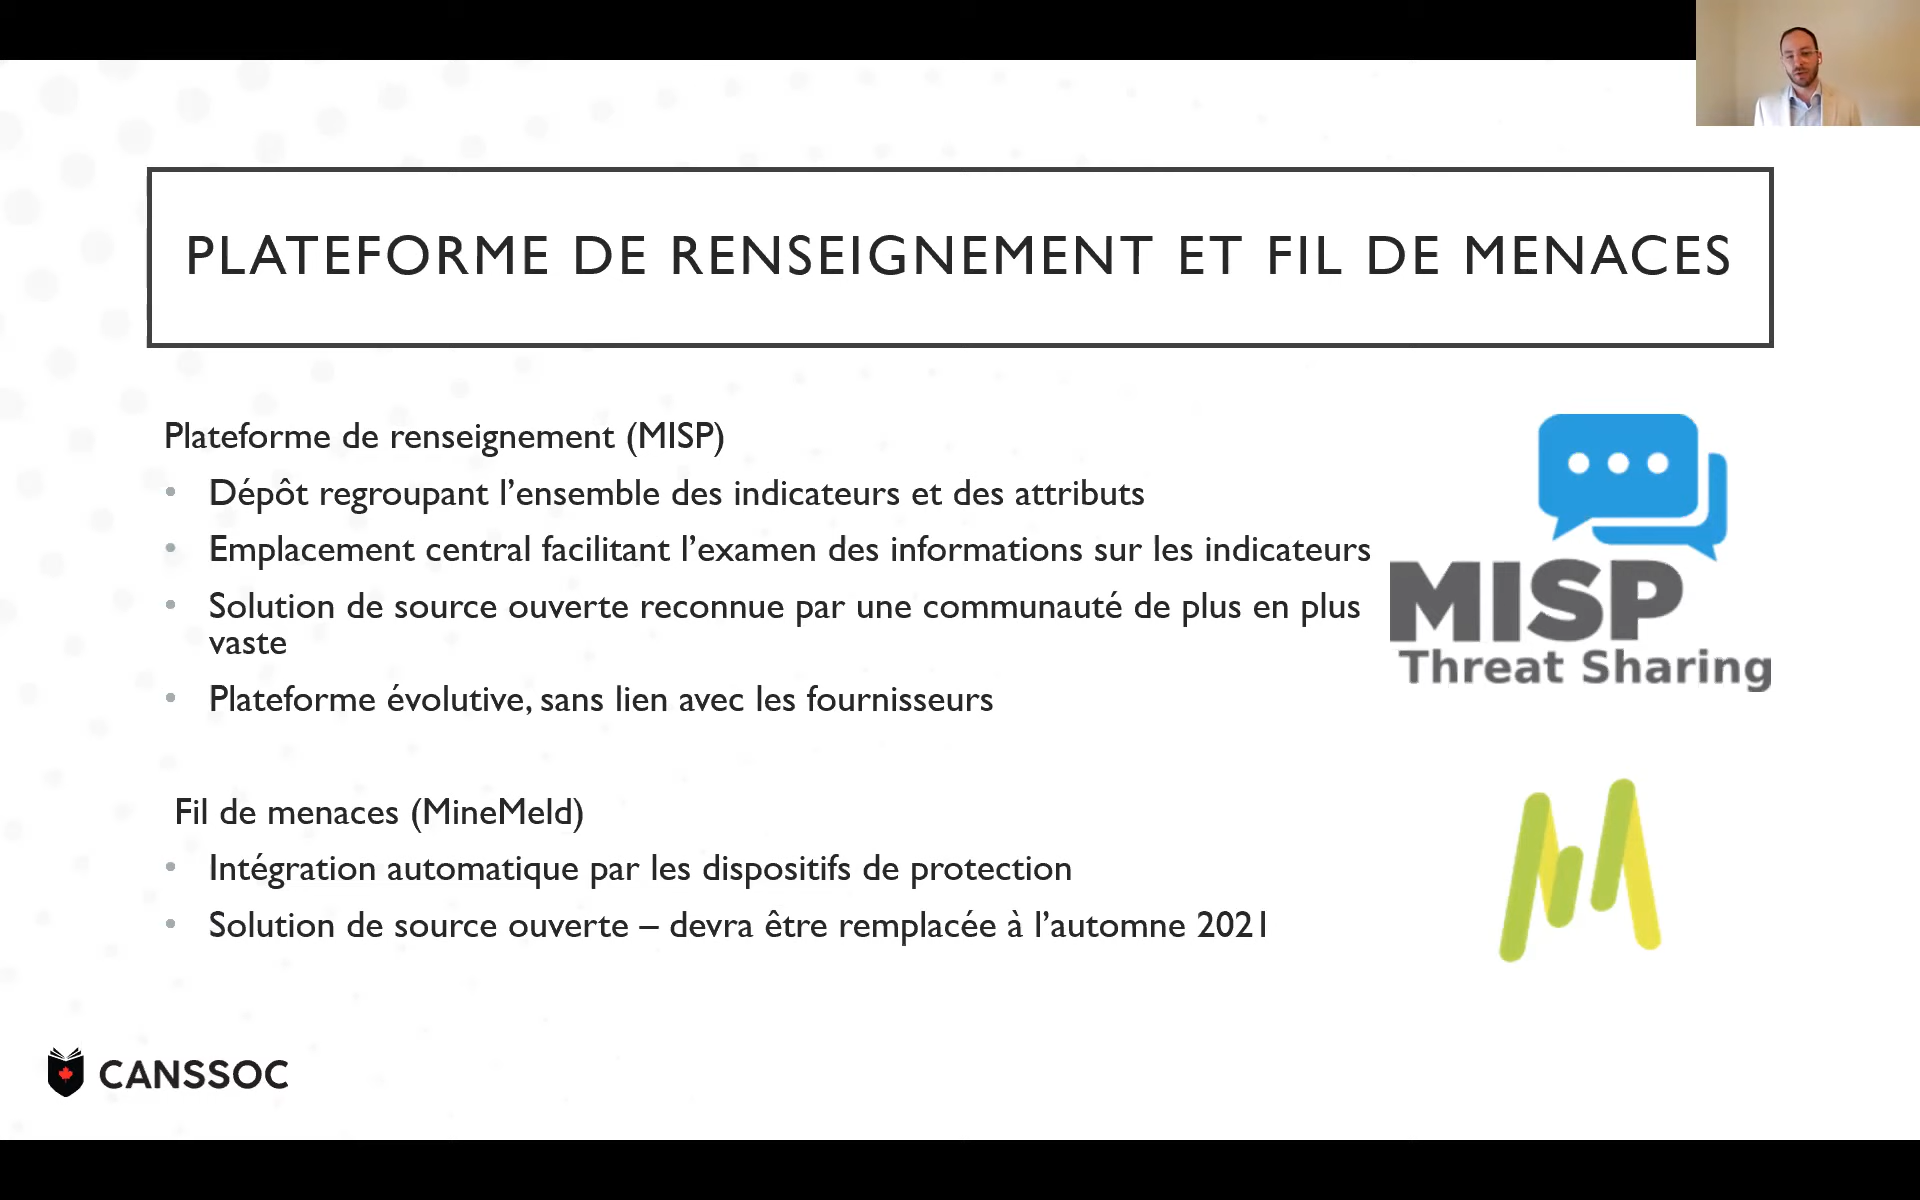 PLATEFORME DE RENSEIGNEMENT ET FIL DE MENACES
Plateforme de renseignement (MISP)
• Dépôt regroupant l’ensemble des indicateurs et des attributs
• Emplacement central facilitant l’examen des informations sur les indicateurs
• Solution de source ouverte reconnue par une communauté de plus en plus
vaste
• Plateforme évolutive, sans lien avec les fournisseurs
MISP
Threat Sharing
Fil de menaces (MineMeld)
• Intégration automatique par les dispositifs de protection
• Solution de source ouverte – devra être remplacée à l’automne 2021
CANSSOC